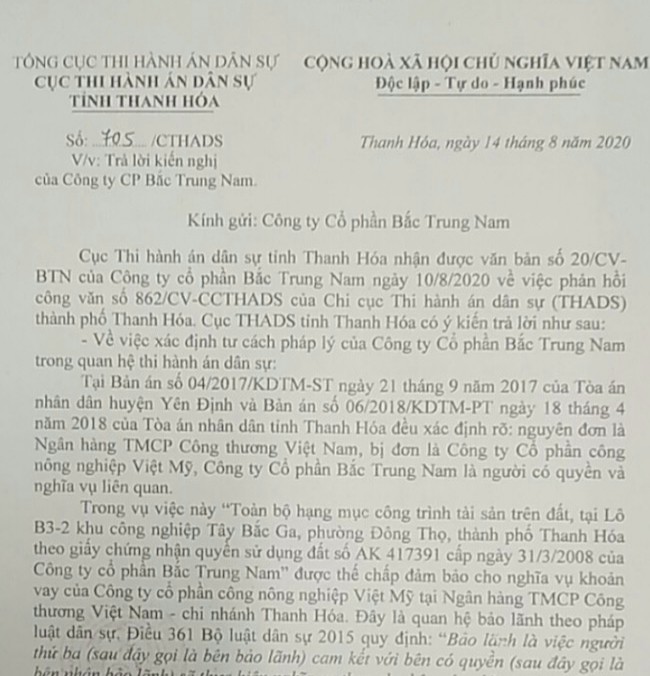 TỔNG CỤC THI HÀNH ÁN DÂN SỰ
CỤC THI HÀNH ÁN DÂN SỰ
TỈNH THANH HÓA
CỘNG HOÀ XÃ HỘI CHỦ NGHĨA VIỆT NAM
Độc lập - Tự do - Hạnh phúc
Số: 705 /CTHADS
V/v: Trả lời kiến nghị
của Công ty CP Bắc Trung Nam.
Thanh Hóa, ngày 14 tháng 8 năm 2020
Kính gửi: Công ty Cổ phần Bắc Trung Nam
Cục Thi hành án dân sự tỉnh Thanh Hóa nhận được văn bản số 20/CV-
BTN của Công ty cổ phần Bắc Trung Nam ngày 10/8/2020 về việc phản hồi
công văn số 862/CV-CCTHADS của Chi cục Thi hành án dân sự (THADS)
thành phố Thanh Hóa. Cục THADS tỉnh Thanh Hóa có ý kiến trả lời như sau:
- Về việc xác định tư cách pháp lý của Công ty Cổ phần Bắc Trung Nam
trong quan hệ thi hành án dân sự:
Tại Bản án số 04/2017/KDTM-ST ngày 21 tháng 9 năm 2017 của Tòa án
nhân dân huyện Yên Định và Bản án số 06/2018/KDTM-PT ngày 18 tháng 4
năm 2018 của Tòa án nhân dân tỉnh Thanh Hóa đều xác định rõ: nguyên đơn là
Ngân hàng TMCP Công thương Việt Nam, bị đơn là Công ty Cổ phần công
nông nghiệp Việt Mỹ, Công ty Cổ phần Bắc Trung Nam là người có quyền và
nghĩa vụ liên quan.
Trong vụ việc này “Toàn bộ hạng mục công trình tài sản trên đất, tại Lô
B3-2 khu công nghiệp Tây Bắc Ga, phường Đông Thọ, thành phố Thanh Hóa
theo giấy chứng nhận quyền sử dụng đất số AK 417391 cấp ngày 31/3/2008 của
Công ty cổ phần Bắc Trung Nam” được thế chấp đảm bảo cho nghĩa vụ khoản
vay của Công ty cổ phần công nông nghiệp Việt Mỹ tại Ngân hàng TMCP Công
thương Việt Nam - chi nhánh Thanh Hóa. Đây là quan hệ bảo lãnh theo pháp
luật dân sự. Điều 361 Bộ luật dân sự 2015 quy định: “Bảo lãnh là việc người
thứ ba (sau đây gọi là bên bảo lãnh) cam kết với bên có quyền (sau đây gọi là
bên nhận bảo lãnh)